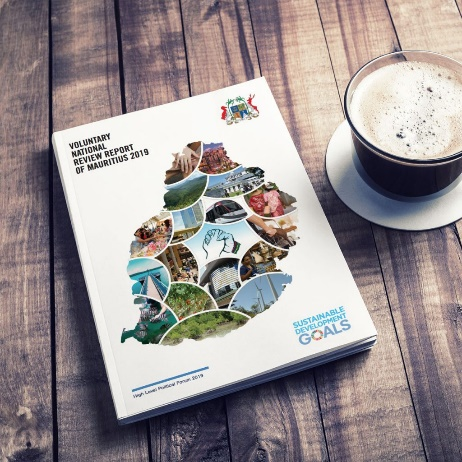 VOLUNTARY
NATIONAL
REVIEW REPORT
OF MAURITIUS 2019
SUSTAINABLE
DEVELOPMENT
GOALS
High Level Political Forum 2019